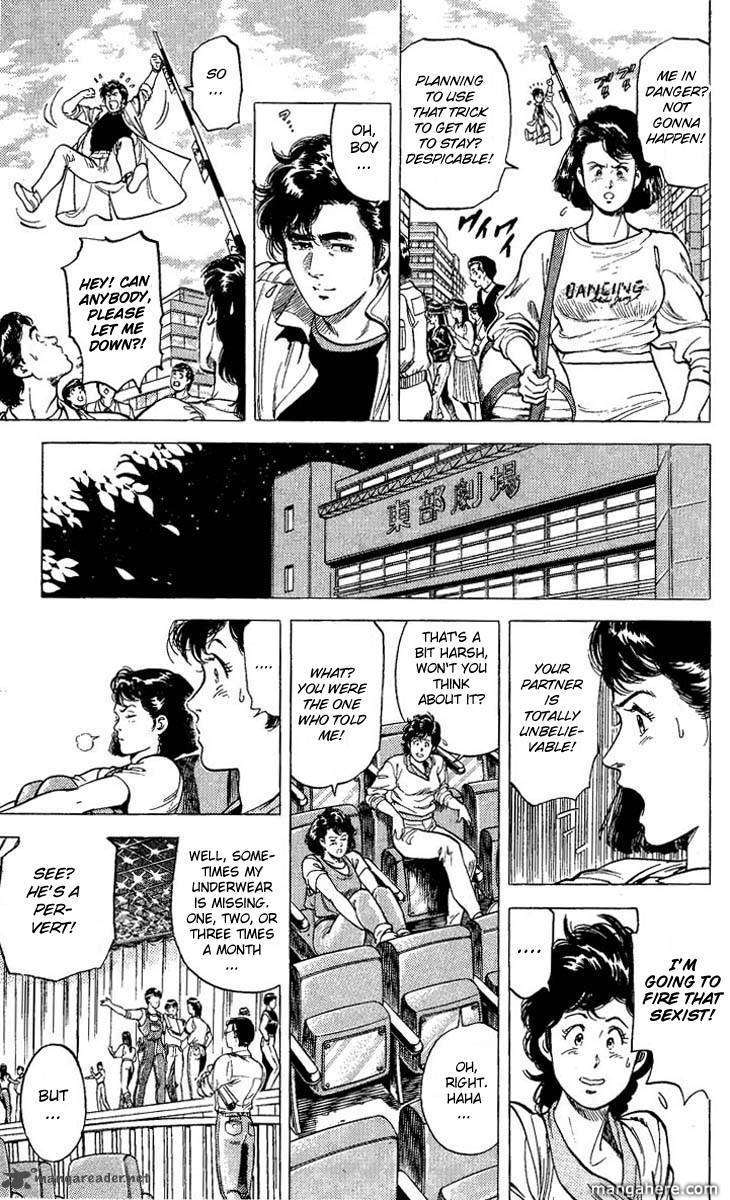 ME IN
DANGER?
NOT
GONNA
HAPPEN!
PLANNING
TO USE
THAT TRICK
TO GET ME
TO STAY?
DESPICABLE!
DANCING
OH,
BOY
...
SO
...
HEY! CAN
ANYBODY,
PLEASE
LET ME
DOWN?!
東部劇場
YOUR
PARTNER
IS
TOTALLY
UNBELIE-
VABLE!
THAT'S A
BIT HARSH,
WON'T YOU
THINK
ABOUT IT?
WHAT?
YOU WERE
THE ONE
WHO TOLD
ME!
....
I'M
GOING TO
FIRE THAT
SEXIST!
....
OH,
RIGHT.
HAHA
...
WELL, SOME-
TIMES MY
UNDERWEAR
IS MISSING.
ONE, TWO, OR
THREE TIMES
A MONTH
...
SEE?
HE'S A
PER-
VERT!
BUT
...
mangareader.net
mangahere.com